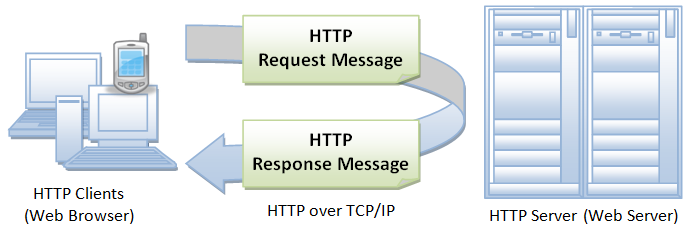 HTTP
Request Message
HTTP
Response Message
HTTP Clients
(Web Browser)
HTTP over TCP/IP
HTTP Server (Web Server)